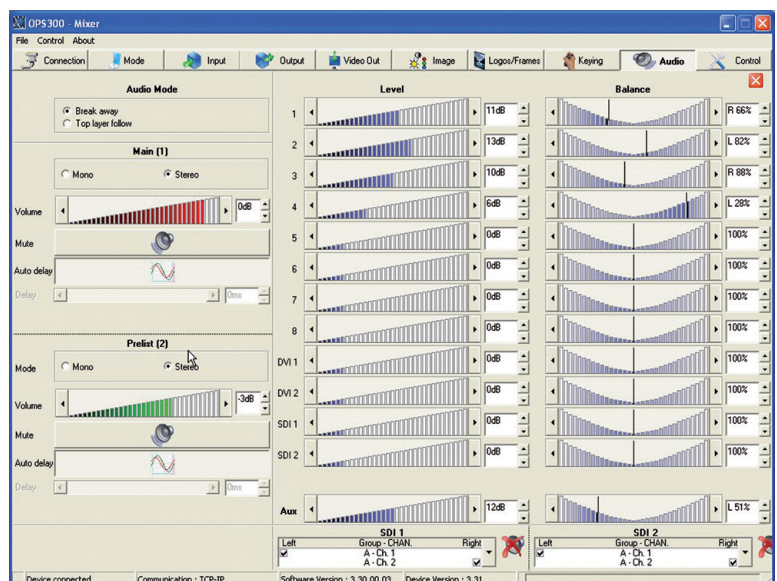 OPS300 - Mixer
File Control About
Connection Mode Input Output Video Out Image Logos/Frames Keying Audio Control
Audio Mode
Break away
Top layer follow
Main (1)
Mono Stereo
Volume 0dB
Mute
Auto delay
Delay 0ms
Prelist (2)
Mode Mono Stereo
Volume -3dB
Mute
Auto delay
Delay 0ms
Level Balance
1 11dB R 66%
2 13dB L 82%
3 10dB R 88%
4 6dB L 28%
5 0dB 100%
6 0dB 100%
7 0dB 100%
8 0dB 100%
DVI 1 0dB 100%
DVI 2 0dB 100%
SDI 1 0dB 100%
SDI 2 0dB 100%
Aux 12dB L 51%
SDI 1
Left Group - CHAN. Right
A - Ch. 1
A - Ch. 2
SDI 2
Left Group - CHAN. Right
A - Ch. 1
A - Ch. 2
Device connected Communication : TCP-IP Software Version : 3.30.00.03 Device Version : 3.31